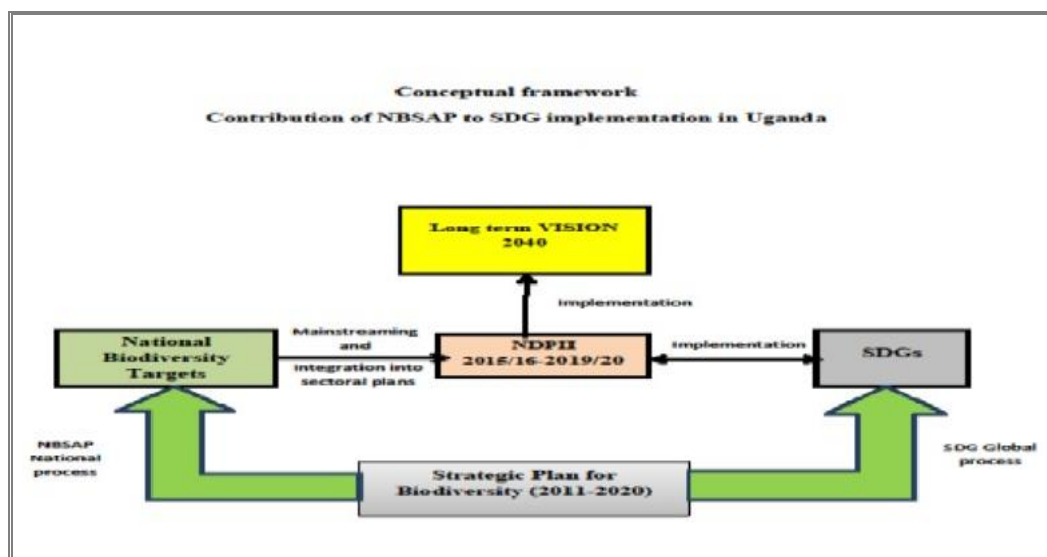 Conceptual framework
Contribution of NBSAP to SDG implementation in Uganda
Long term VISION
2040
Implementation
National
Biodiversity
Targets
Mainstreaming
and
Integration into
sectoral plans
NDPII
2015/16-2019/20
Implementation
SDGs
NBSAP
National
process
Strategic Plan for
Biodiversity (2011-2020)
SDG Global
process